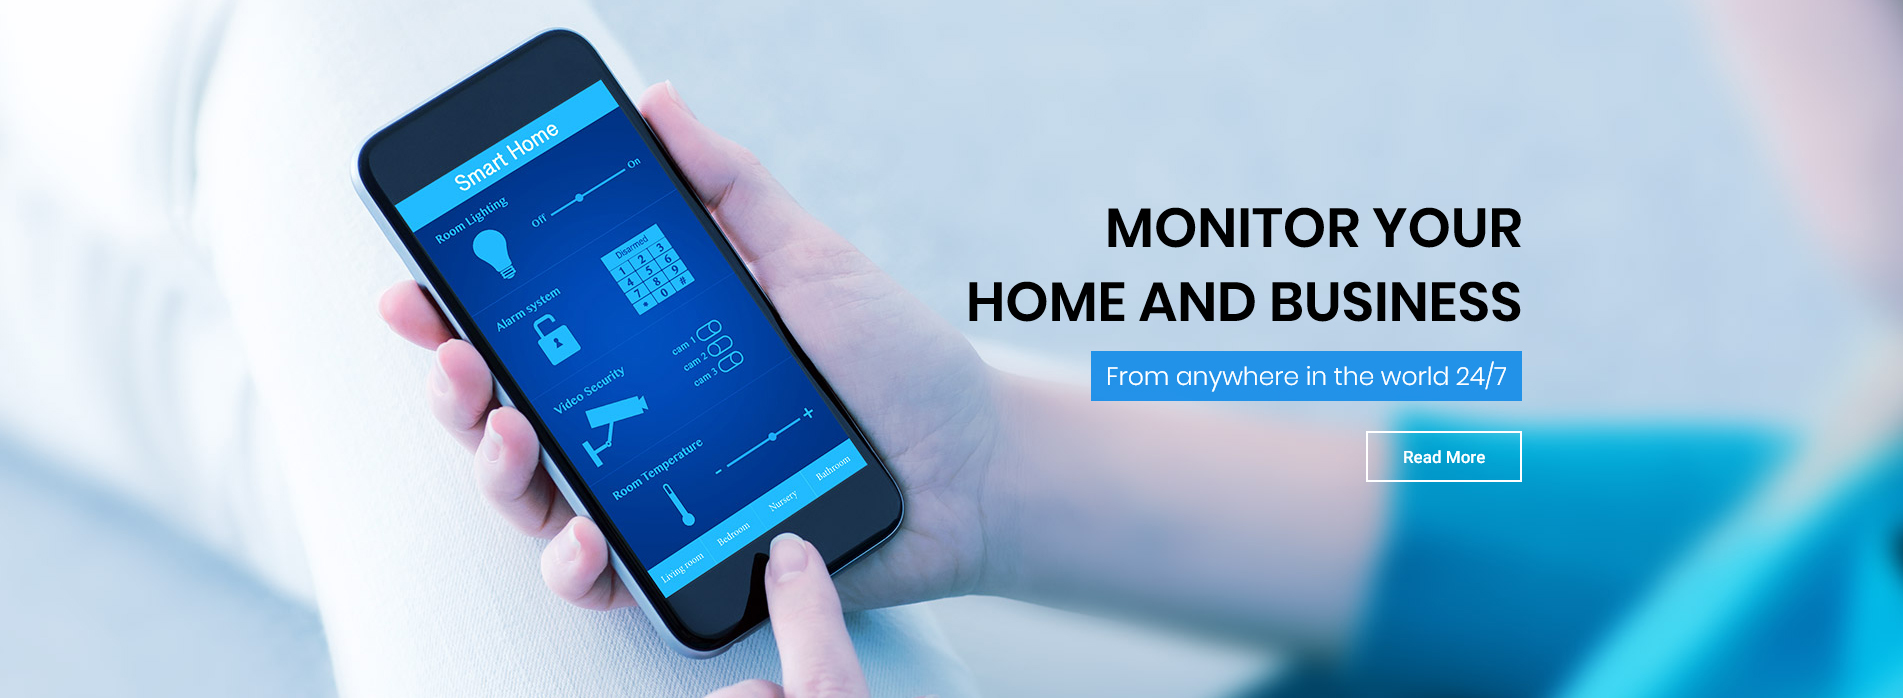 Smart Home
Room Lighting
Off
On
Alarm system
Disarmed
1 2 3
4 5 6
7 8 9
* 0 #
Video Security
cam 1
cam 2
cam 3
Room Temperature
- +
Living room Bedroom Nursery Bathroom
MONITOR YOUR
HOME AND BUSINESS
From anywhere in the world 24/7
Read More